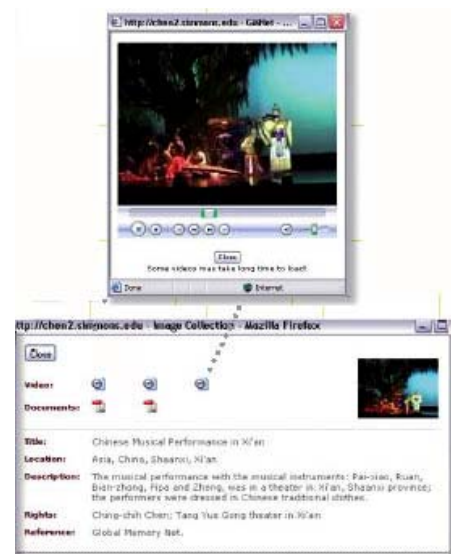 http://chen2.simmons.edu - GMNet - ...
Close
Some videos may take long time to load!
Done
Internet
ttp://chen2.simmons.edu - Image Collection - Mozilla Firefox
Close
Video:
Documents:
Title: Chinese Musical Performance in Xi'an
Location: Asia, China, Shaanxi, Xi'an
Description: The musical performance with the musical instruments: Pai-xiao, Ruan,
Bian-zhong, Pipa and Zheng, was in a theater in Xi'an, Shaanxi province;
the performers were dressed in Chinese traditional clothes.
Rights: Ching-chih Chen; Tang Yue Gong theater in Xi'an
Reference: Global Memory Net.